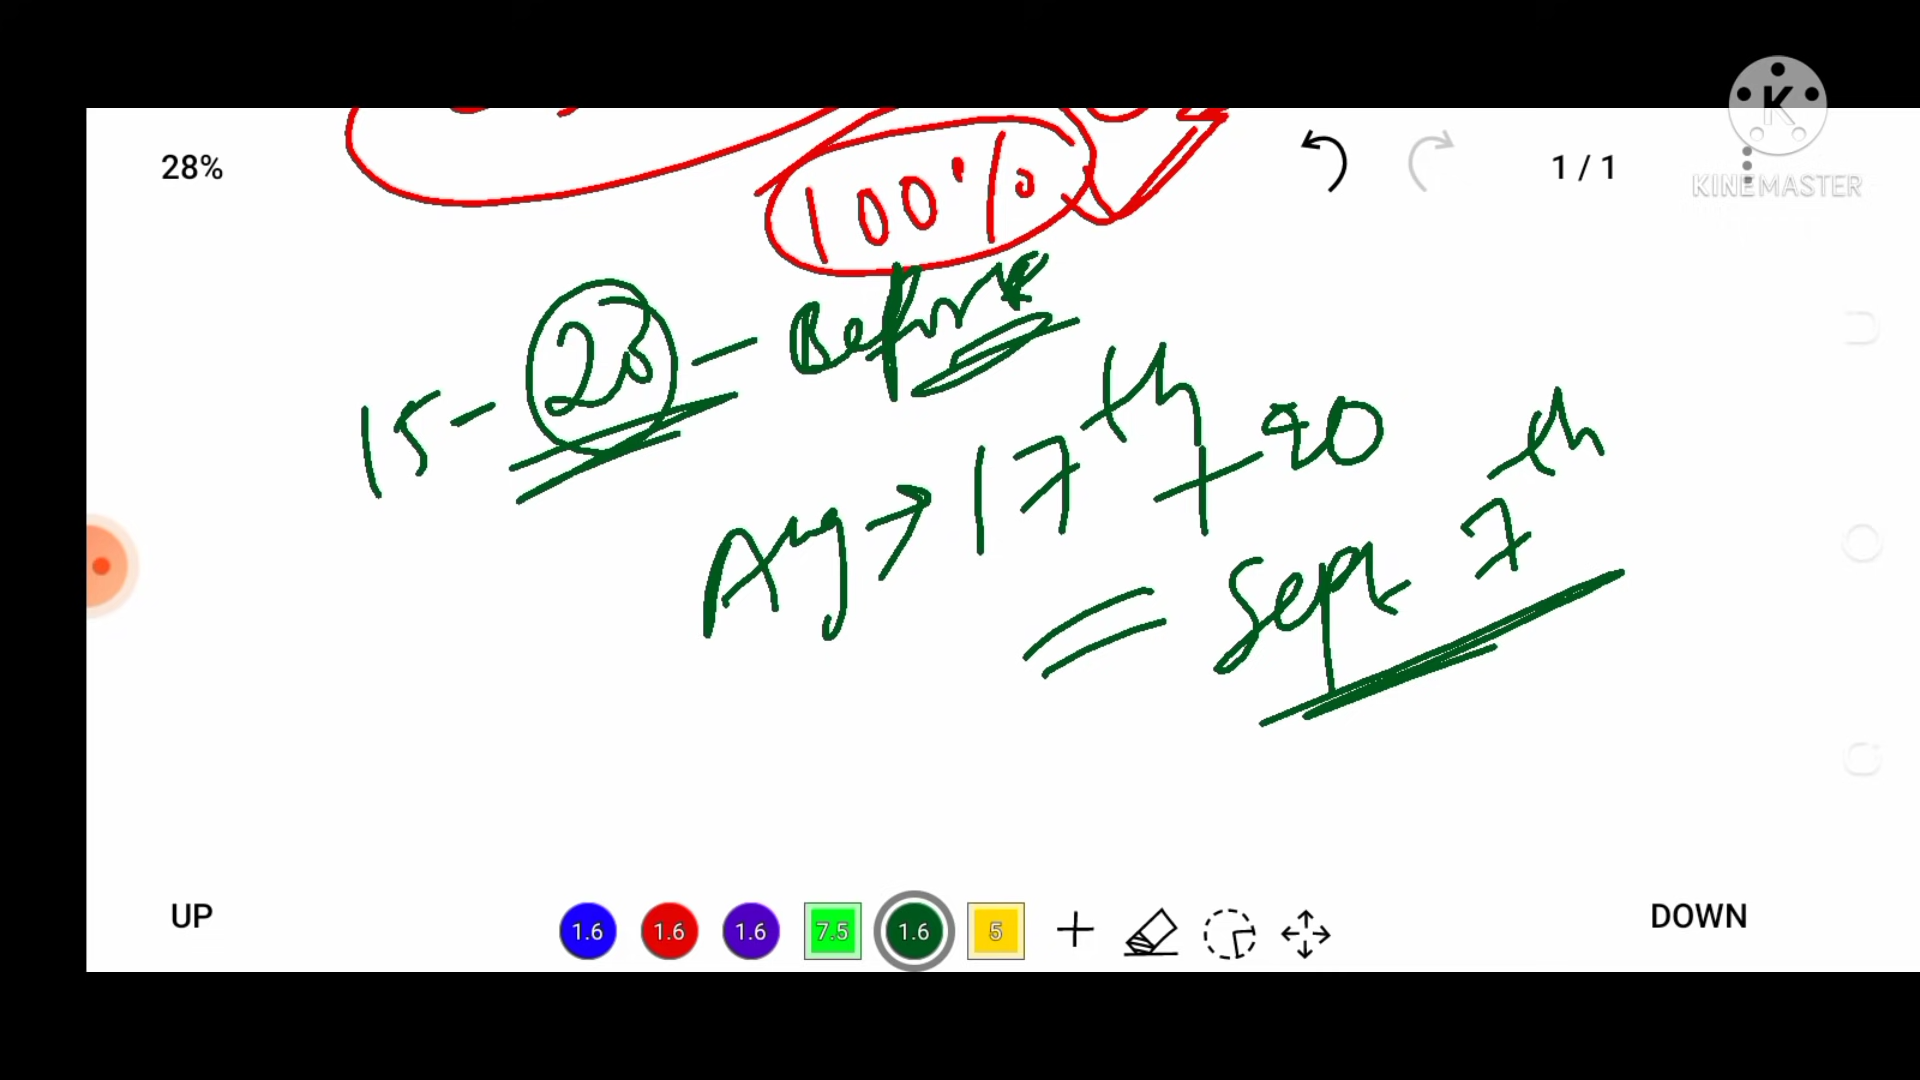 28%
1 / 1
KINEMASTER
100%
15 - 28 - Before
Aug → 17th + 20
= Sept 7th
UP
1.6 1.6 1.6 7.5 1.6 5
DOWN